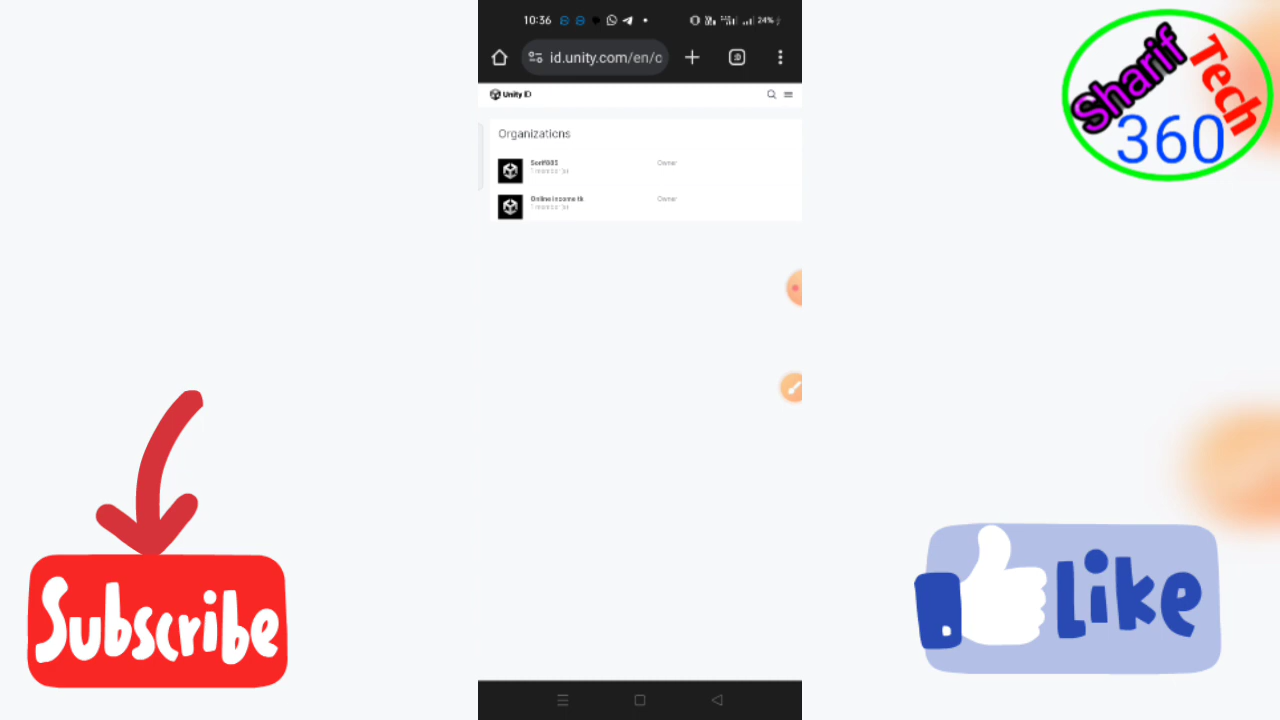 10:36
24%
id.unity.com/en/o
Unity ID
Organizations
Owner
Online income tk
Owner
Sharif
Tech
360
Subscribe
Like